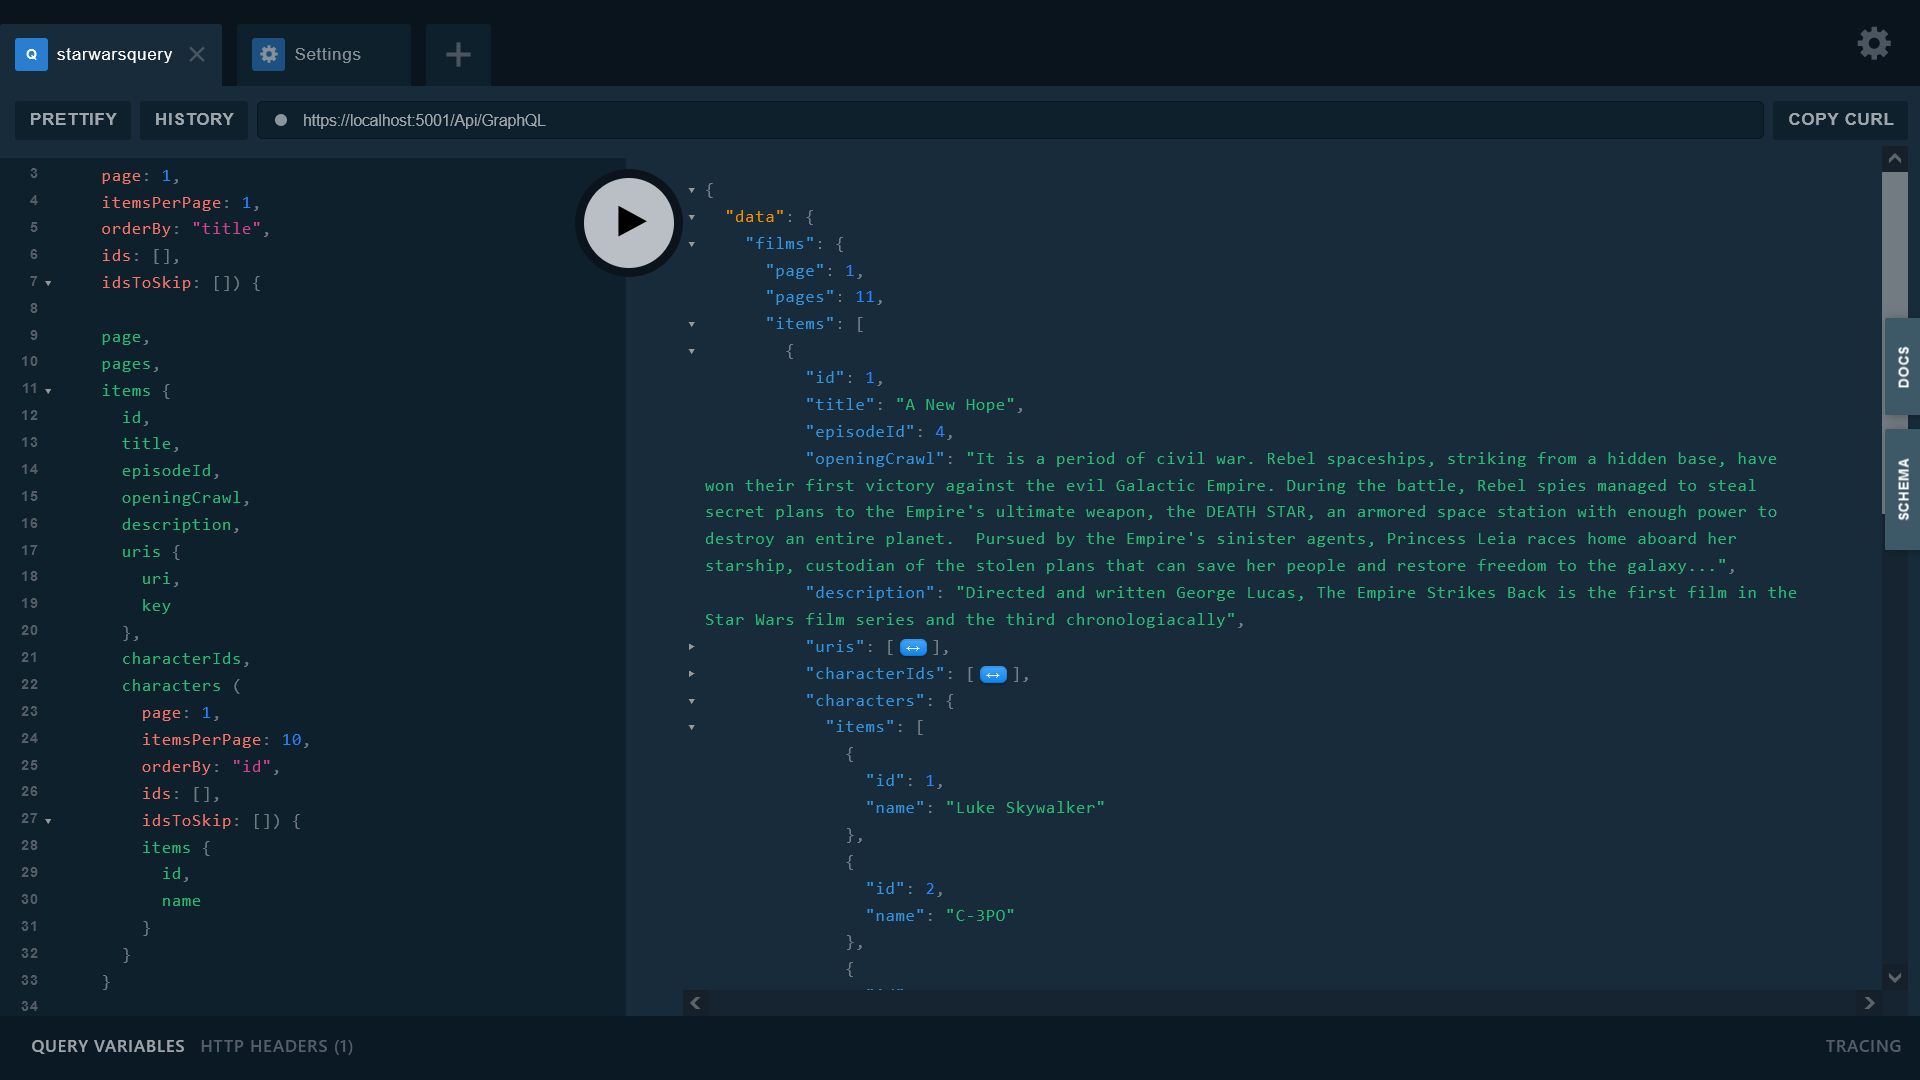 Q starwarsquery
Settings
PRETTIFY HISTORY https://localhost:5001/Api/GraphQL COPY CURL
3 page: 1,
4 itemsPerPage: 1,
5 orderBy: "title",
6 ids: [],
7 idsToSkip: []) {
8
9 page,
10 pages,
11 items {
12 id,
13 title,
14 episodeId,
15 openingCrawl,
16 description,
17 uris {
18 uri,
19 key
20 },
21 characterIds,
22 characters (
23 page: 1,
24 itemsPerPage: 10,
25 orderBy: "id",
26 ids: [],
27 idsToSkip: []) {
28 items {
29 id,
30 name
31 }
32 }
33 }
34
{
"data": {
"films": {
"page": 1,
"pages": 11,
"items": [
{
"id": 1,
"title": "A New Hope",
"episodeId": 4,
"openingCrawl": "It is a period of civil war. Rebel spaceships, striking from a hidden base, have
won their first victory against the evil Galactic Empire. During the battle, Rebel spies managed to steal
secret plans to the Empire's ultimate weapon, the DEATH STAR, an armored space station with enough power to
destroy an entire planet.  Pursued by the Empire's sinister agents, Princess Leia races home aboard her
starship, custodian of the stolen plans that can save her people and restore freedom to the galaxy...",
"description": "Directed and written George Lucas, The Empire Strikes Back is the first film in the
Star Wars film series and the third chronologiacally",
"uris": [↔],
"characterIds": [↔],
"characters": {
"items": [
{
"id": 1,
"name": "Luke Skywalker"
},
{
"id": 2,
"name": "C-3PO"
},
{
DOCS
SCHEMA
QUERY VARIABLES HTTP HEADERS (1) TRACING